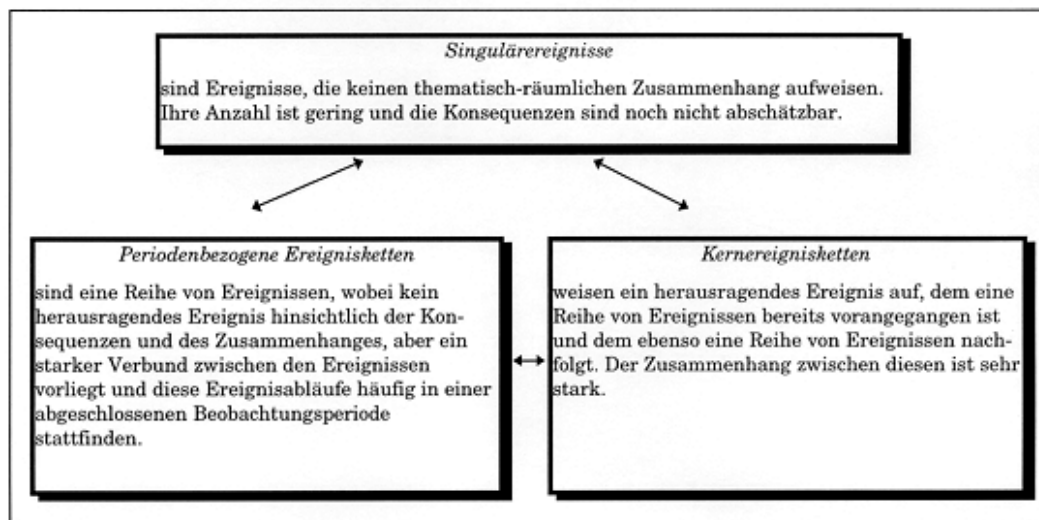 Singulärereignisse
sind Ereignisse, die keinen thematisch-räumlichen Zusammenhang aufweisen.
Ihre Anzahl ist gering und die Konsequenzen sind noch nicht abschätzbar.
Periodenbezogene Ereignisketten
sind eine Reihe von Ereignissen, wobei kein
herausragendes Ereignis hinsichtlich der Kon-
sequenzen und des Zusammenhanges, aber ein
starker Verbund zwischen den Ereignissen
vorliegt und diese Ereignisabläufe häufig in einer
abgeschlossenen Beobachtungsperiode
stattfinden.
Kernereignisketten
weisen ein herausragendes Ereignis auf, dem eine
Reihe von Ereignissen bereits vorangegangen ist
und dem ebenso eine Reihe von Ereignissen nach-
folgt. Der Zusammenhang zwischen diesen ist sehr
stark.